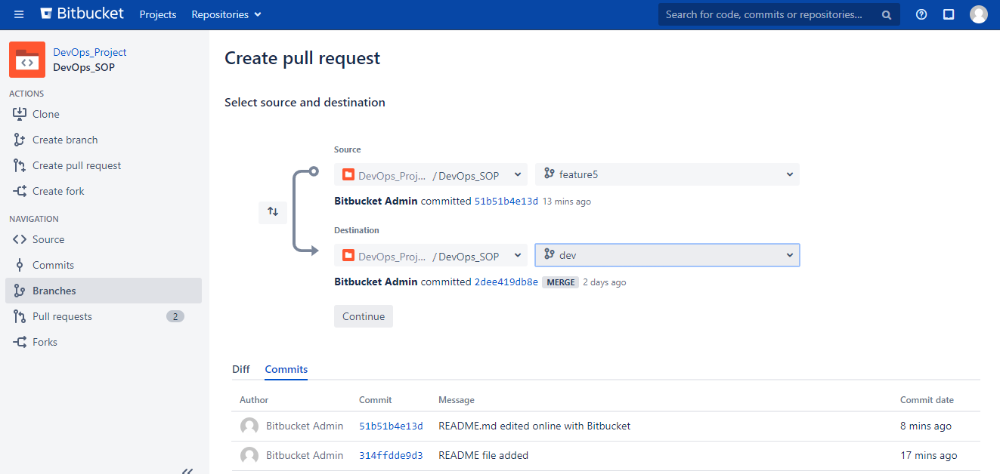 Bitbucket Projects Repositories Search for code, commits or repositories...
DevOps_Project
DevOps_SOP
ACTIONS
Clone
Create branch
Create pull request
Create fork
NAVIGATION
Source
Commits
Branches
Pull requests 2
Forks
Create pull request
Select source and destination
Source
DevOps_Proj... / DevOps_SOP feature5
Bitbucket Admin committed 51b51b4e13d 13 mins ago
Destination
DevOps_Proj... / DevOps_SOP dev
Bitbucket Admin committed 2dee419db8e MERGE 2 days ago
Continue
Diff Commits
Author Commit Message Commit date
Bitbucket Admin 51b51b4e13d README.md edited online with Bitbucket 8 mins ago
Bitbucket Admin 314ffdde9d3 README file added 17 mins ago